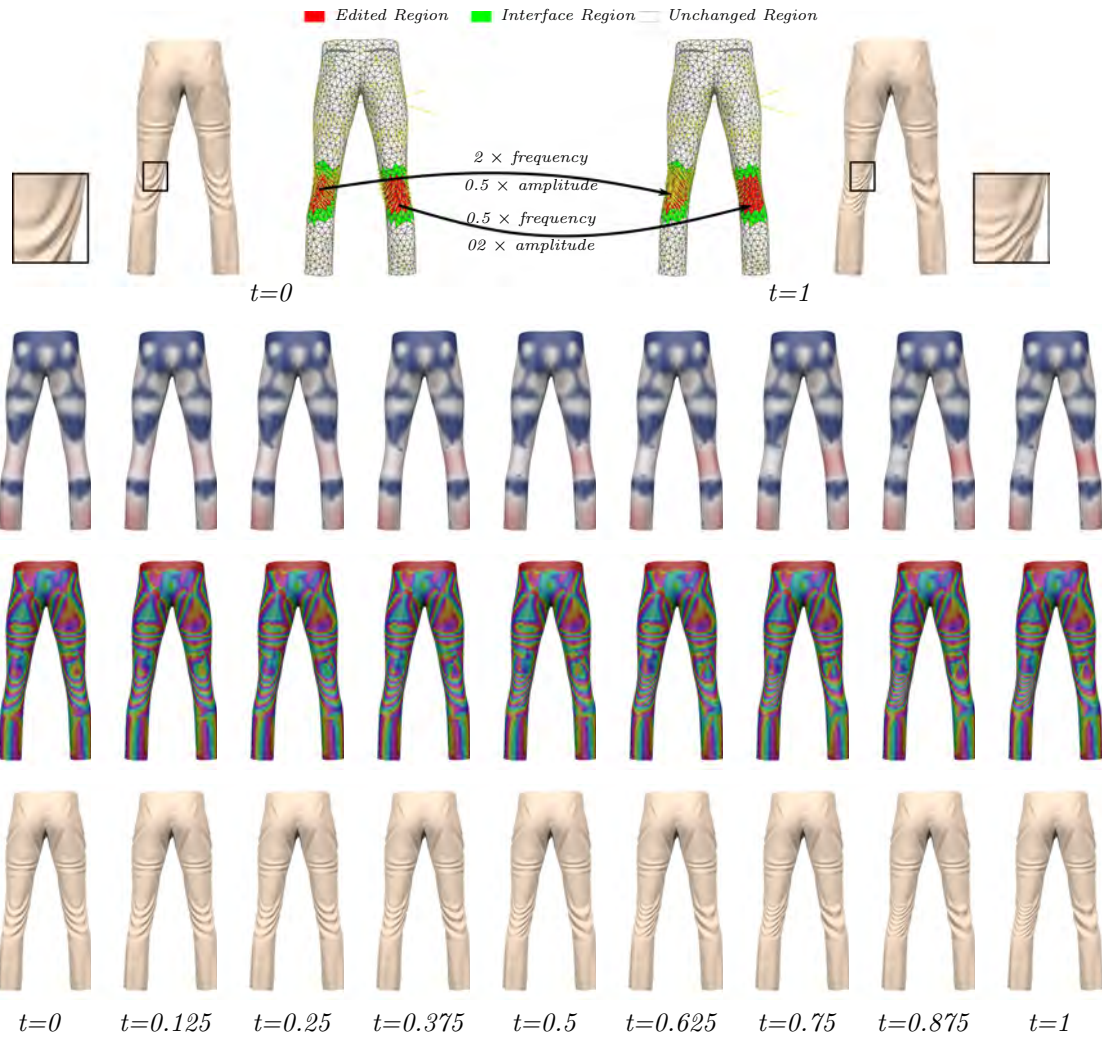 Edited Region Interface Region Unchanged Region
2 × frequency
0.5 × amplitude
0.5 × frequency
02 × amplitude
t=0 t=1
t=0 t=0.125 t=0.25 t=0.375 t=0.5 t=0.625 t=0.75 t=0.875 t=1